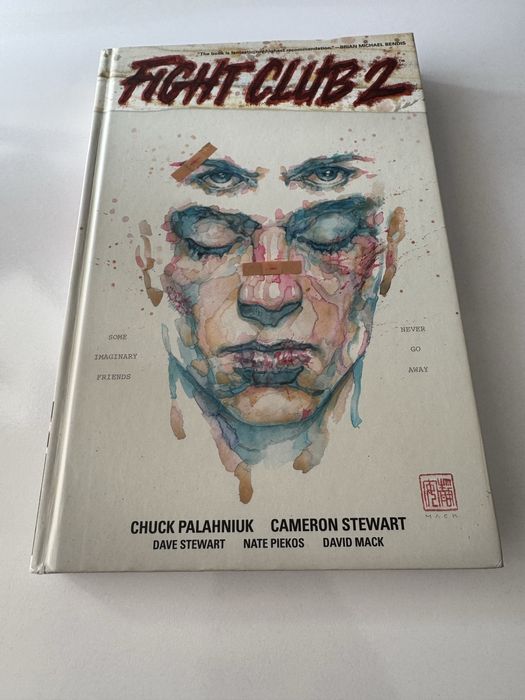 "The book is fantastic, highest recommendation."—BRIAN MICHAEL BENDIS
FIGHT CLUB 2
SOME
IMAGINARY
FRIENDS
NEVER
GO
AWAY
MACK
CHUCK PALAHNIUK CAMERON STEWART
DAVE STEWART NATE PIEKOS DAVID MACK